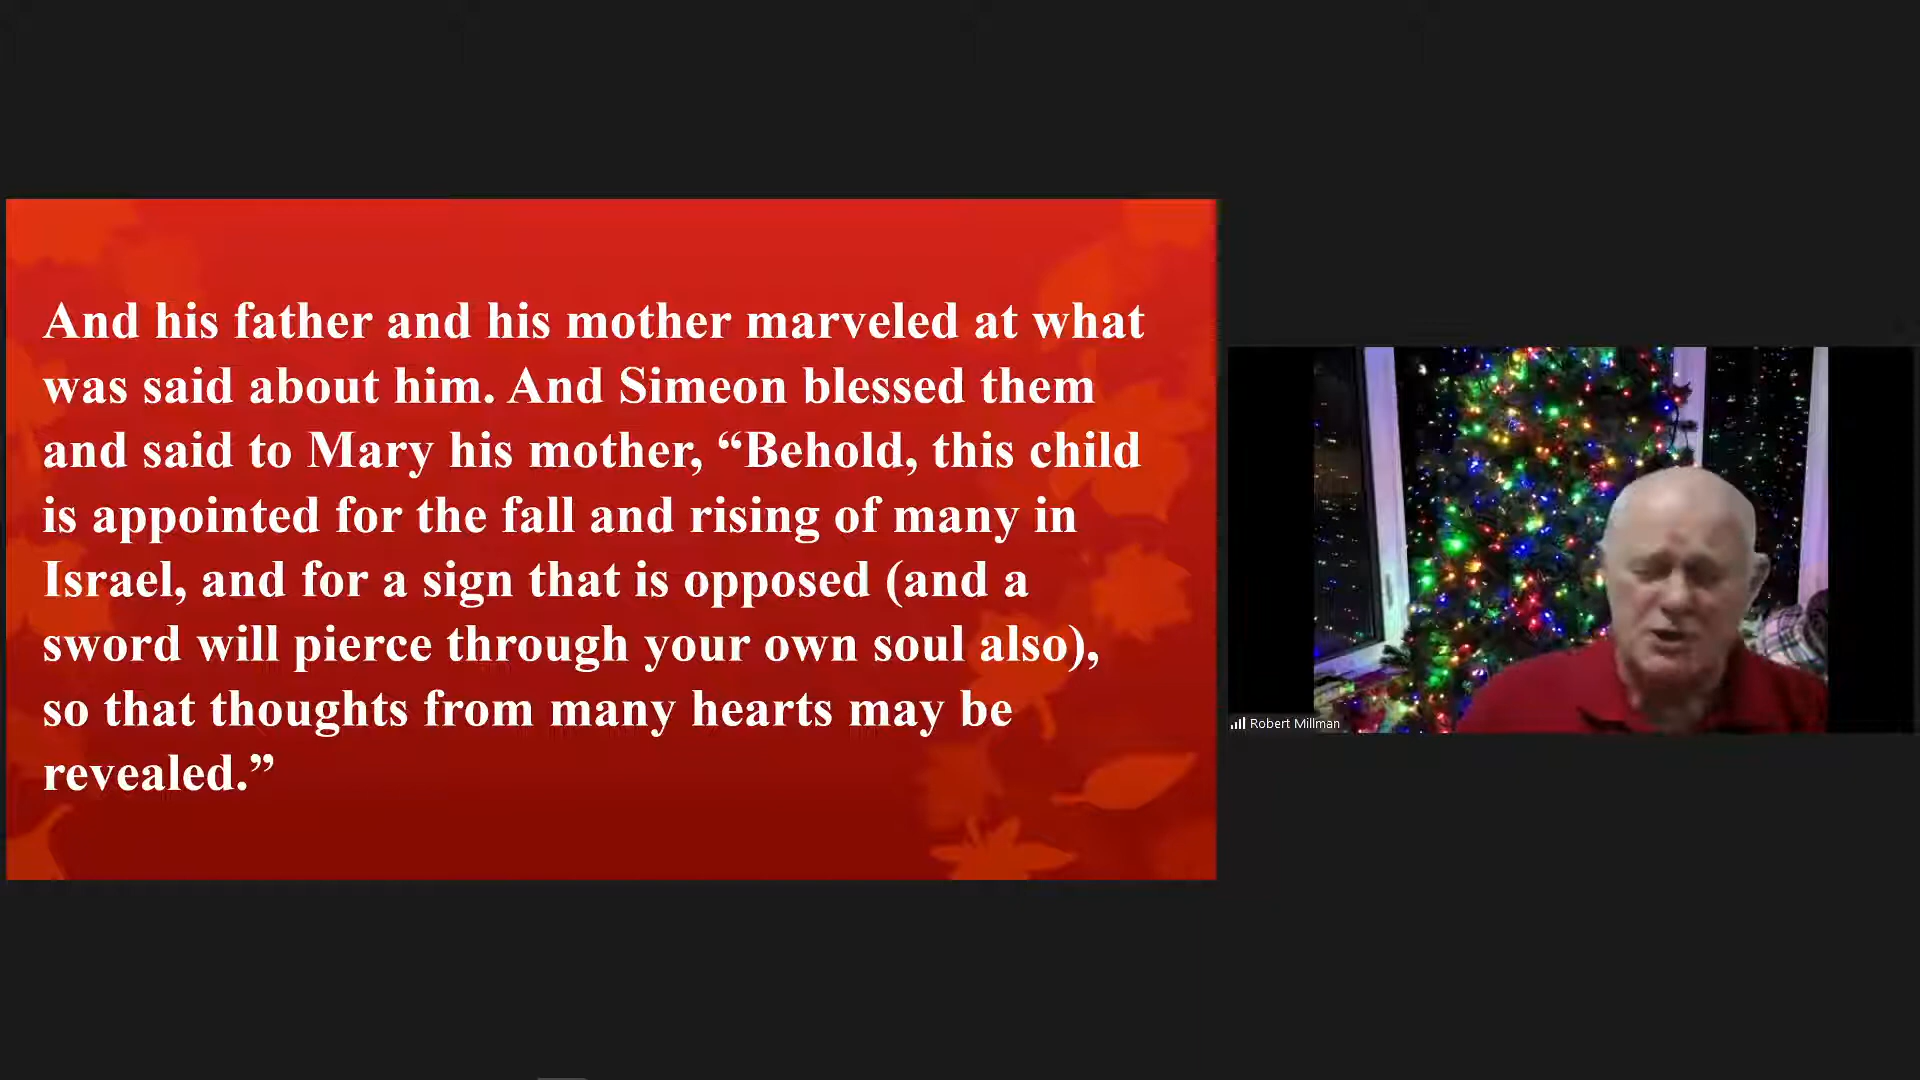 And his father and his mother marveled at what
was said about him. And Simeon blessed them
and said to Mary his mother, “Behold, this child
is appointed for the fall and rising of many in
Israel, and for a sign that is opposed (and a
sword will pierce through your own soul also),
so that thoughts from many hearts may be
revealed.”
Robert Millman